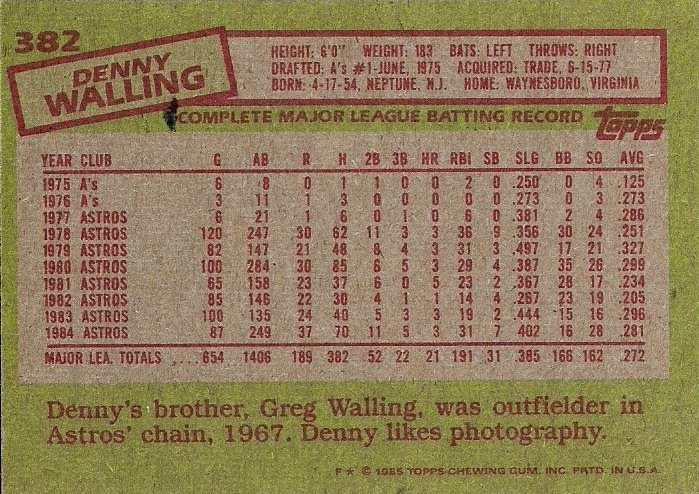 382
DENNY
WALLING
HEIGHT: 6'0" WEIGHT: 183 BATS: LEFT THROWS: RIGHT
DRAFTED: A's #1-JUNE, 1975 ACQUIRED: TRADE, 6-15-77
BORN: 4-17-54, NEPTUNE, N.J. HOME: WAYNESBORO, VIRGINIA
COMPLETE MAJOR LEAGUE BATTING RECORD
topps
YEAR CLUB G AB R H 2B 3B HR RBI SB SLG BB SO AVG
1975 A's 6 8 0 1 1 0 0 2 0 .250 0 4 .125
1976 A's 3 11 1 3 0 0 0 0 0 .273 0 3 .273
1977 ASTROS 6 21 1 6 0 1 0 6 0 .381 2 4 .286
1978 ASTROS 120 247 30 62 11 3 3 36 9 .356 30 24 .251
1979 ASTROS 82 147 21 48 8 4 3 31 3 .497 17 21 .327
1980 ASTROS 100 284 30 85 6 5 3 29 4 .387 35 26 .299
1981 ASTROS 65 158 23 37 6 0 5 23 2 .367 28 17 .234
1982 ASTROS 85 146 22 30 4 1 1 14 4 .267 23 19 .205
1983 ASTROS 100 135 24 40 5 3 3 19 2 .444 15 16 .296
1984 ASTROS 87 249 37 70 11 5 3 31 7 .402 16 28 .281
MAJOR LEA. TOTALS .... 654 1406 189 382 52 22 21 191 31 .385 166 162 .272
Denny's brother, Greg Walling, was outfielder in
Astros' chain, 1967. Denny likes photography.
F★ © 1985 TOPPS CHEWING GUM, INC. PRTD. IN U.S.A.